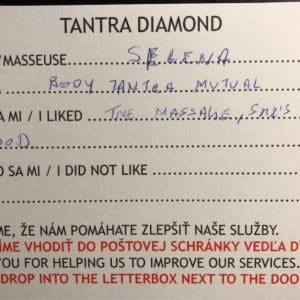 TANTRA DIAMOND
/MASSEUSE SELENA
BODY TANTRA MUTUAL
A MI / I LIKED THE MASSAGE, SHE'S
OOD
O SA MI / I DID NOT LIKE
ME, ŽE NÁM POMÁHATE ZLEPŠIŤ NAŠE SLUŽBY.
ÍME VHODIŤ DO POŠTOVEJ SCHRÁNKY VEDĽA D
YOU FOR HELPING US TO IMPROVE OUR SERVICES.
DROP INTO THE LETTERBOX NEXT TO THE DOO